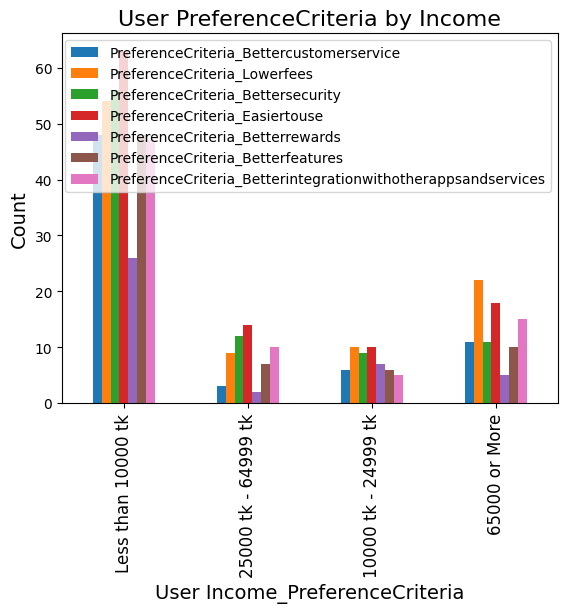 User PreferenceCriteria by Income
PreferenceCriteria_Bettercustomerservice
PreferenceCriteria_Lowerfees
PreferenceCriteria_Bettersecurity
PreferenceCriteria_Easiertouse
PreferenceCriteria_Betterrewards
PreferenceCriteria_Betterfeatures
PreferenceCriteria_Betterintegrationwithotherappsandservices
Count
60
50
40
30
20
10
0
Less than 10000 tk
25000 tk - 64999 tk
10000 tk - 24999 tk
65000 or More
User Income_PreferenceCriteria